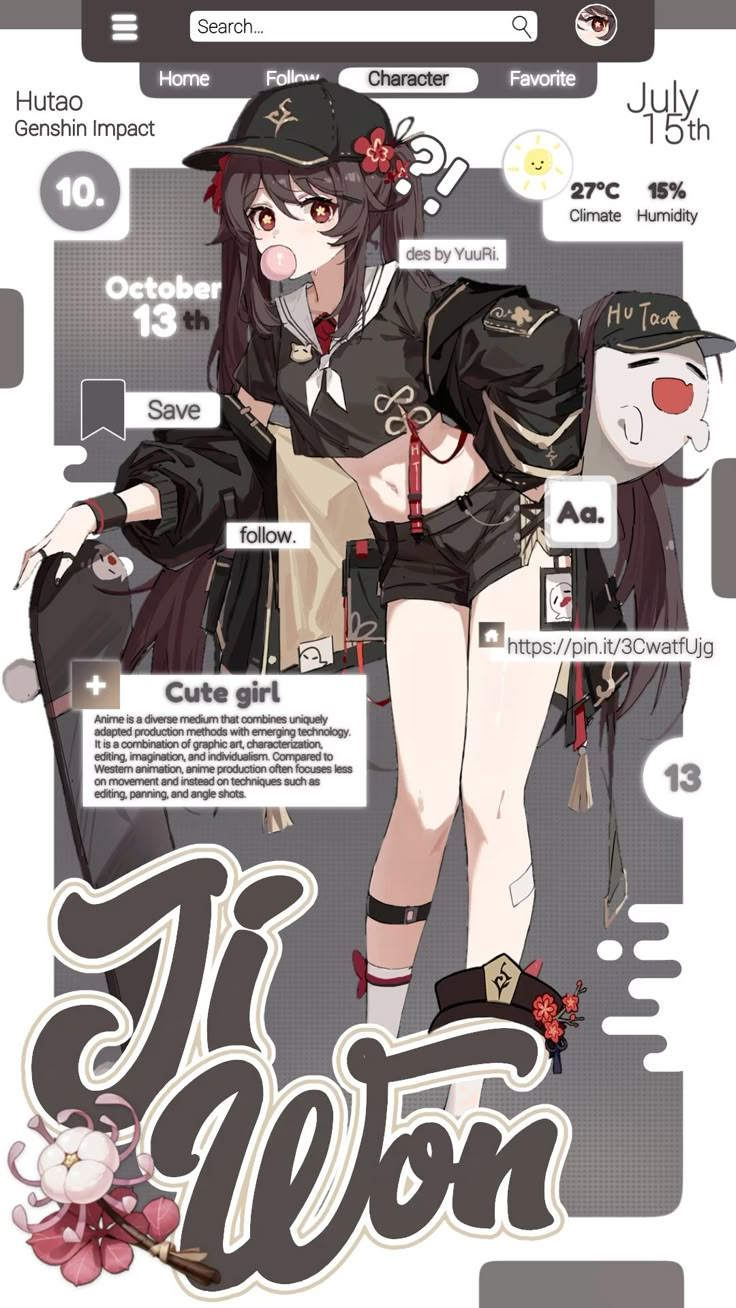 Search...
Home
Follow
Character
Favorite
Hutao
Genshin Impact
July
15th
10.
?!
27°C
15%
Climate
Humidity
des by YuuRi.
October
13 th
HU Tao
Save
HT
Aa.
follow.
https://pin.it/3CwatfUjg
+
Cute girl
Anime is a diverse medium that combines uniquely
adapted production methods with emerging technology.
It is a combination of graphic art, characterization,
editing, imagination, and individualism. Compared to
Western animation, anime production often focuses less
on movement and instead on techniques such as
editing, panning, and angle shots.
13
Ji
Won